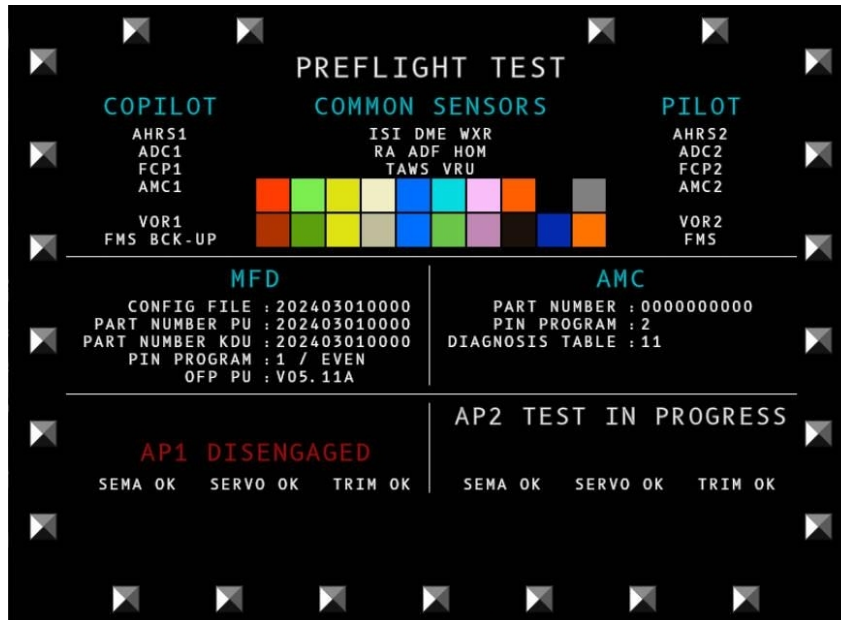 PREFLIGHT TEST
COPILOT
AHRS1
ADC1
FCP1
AMC1
VOR1
FMS BCK-UP
COMMON SENSORS
ISI DME WXR
RA ADF HOM
TAWS VRU
PILOT
AHRS2
ADC2
FCP2
AMC2
VOR2
FMS
MFD
CONFIG FILE :202403010000
PART NUMBER PU :202403010000
PART NUMBER KDU :202403010000
PIN PROGRAM :1 / EVEN
OFP PU :V05.11A
AMC
PART NUMBER :0000000000
PIN PROGRAM :2
DIAGNOSIS TABLE :11
AP1 DISENGAGED
SEMA OK SERVO OK TRIM OK
AP2 TEST IN PROGRESS
SEMA OK SERVO OK TRIM OK